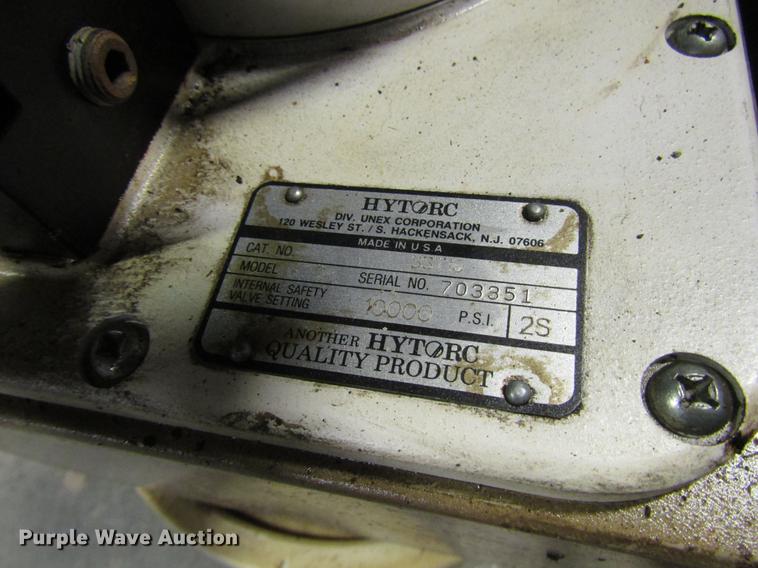 HYTORC
DIV. UNEX CORPORATION
120 WESLEY ST. / S. HACKENSACK, N.J. 07606
MADE IN U S A
CAT. NO.
MODEL SERIAL NO. 703351
INTERNAL SAFETY
VALVE SETTING 10000 P.S.I. 2S
ANOTHER HYTORC
QUALITY PRODUCT
Purple Wave Auction®